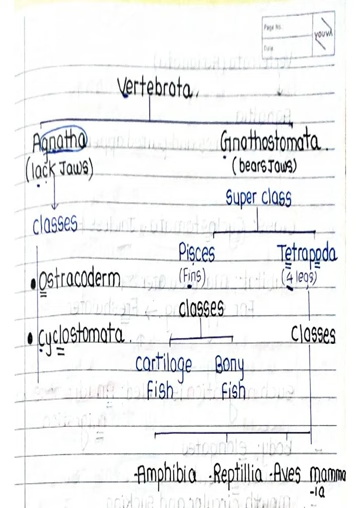 Page No.
Date
YOUVA
Vertebrata.
Agnatha Gnathostomata.
(lack Jaws) (bears Jaws)
Super class
classes
Pisces Tetrapoda
(Fins) (4 legs)
• Ostracoderm
classes
• Cyclostomata. classes
cartilage Bony
fish fish
·Amphibia ·Reptillia ·Aves mamma
-ia